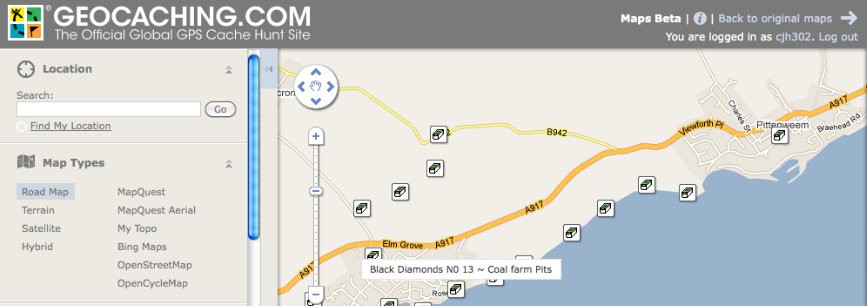 GEOCACHING.COM
The Official Global GPS Cache Hunt Site
Maps Beta | i | Back to original maps
You are logged in as cjh302. Log out
Location
Search:
Go
Find My Location
Map Types
Road Map
Terrain
Satellite
Hybrid
MapQuest
MapQuest Aerial
My Topo
Bing Maps
OpenStreetMap
OpenCycleMap
A917
Charles St
Pittenweem
Viewforth Pl
Braehead Rd
B942
A917
A917
Elm Grove
A917
A917
Black Diamonds N0 13 ~ Coal farm Pits